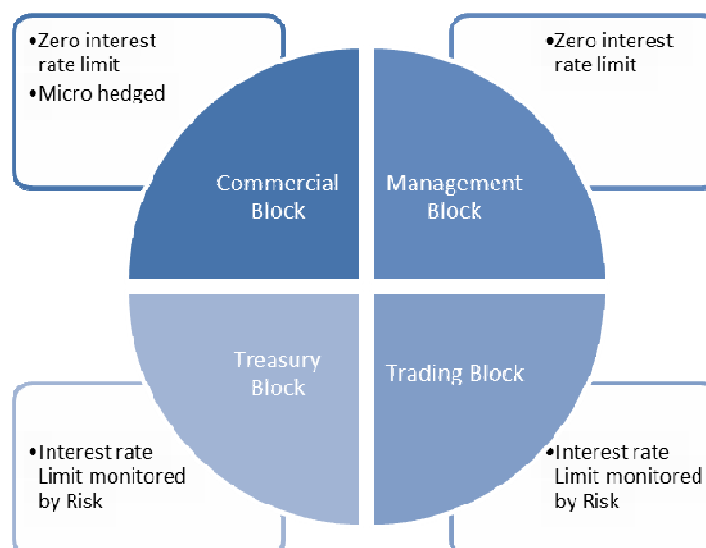 •Zero interest
rate limit
•Micro hedged
•Zero interest
rate limit
Commercial
Block
Management
Block
Treasury
Block
Trading Block
•Interest rate
Limit monitored
by Risk
•Interest rate
Limit monitored
by Risk